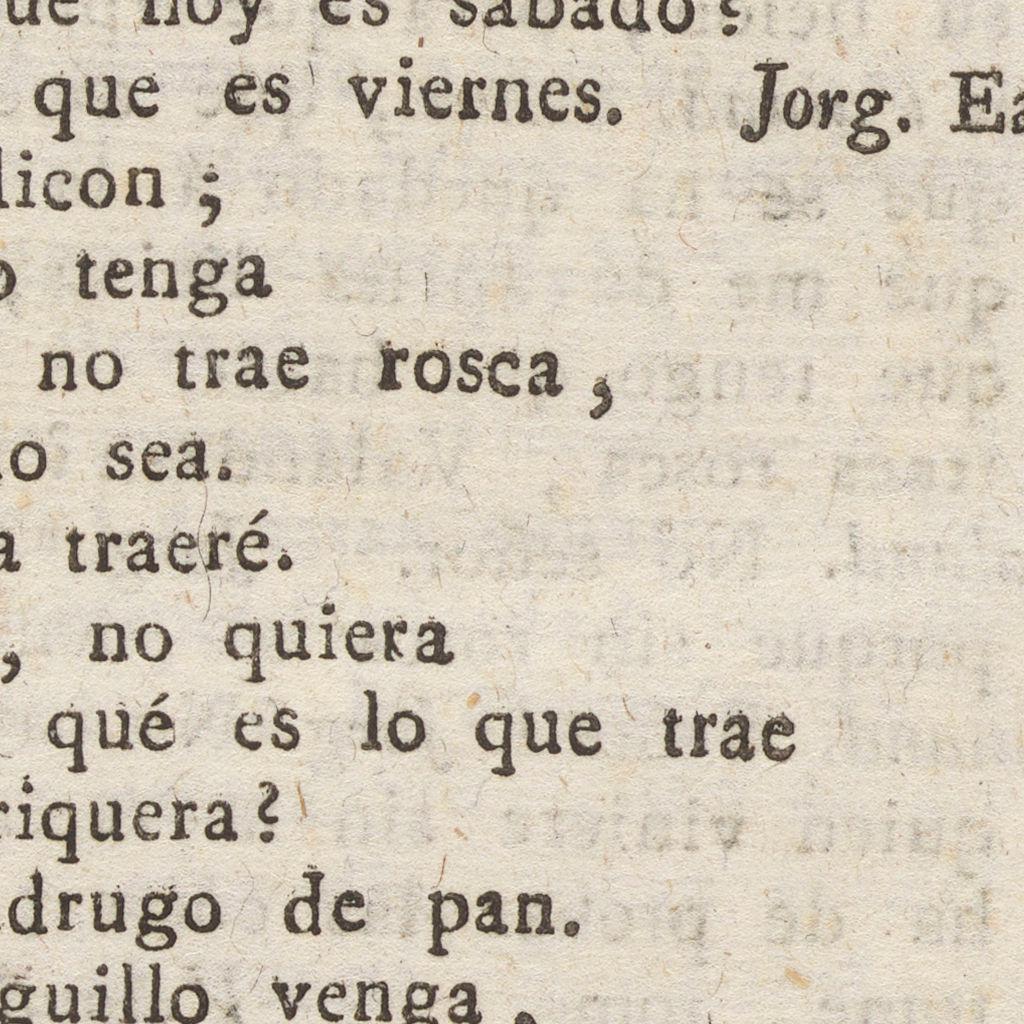 ue hoy es sabado?
que es viernes. Jorg. Ea
licon ;
o tenga
no trae rosca ,
o sea.
a traeré.
, no quiera
qué es lo que trae
riquera?
drugo de pan.
guillo venga ,